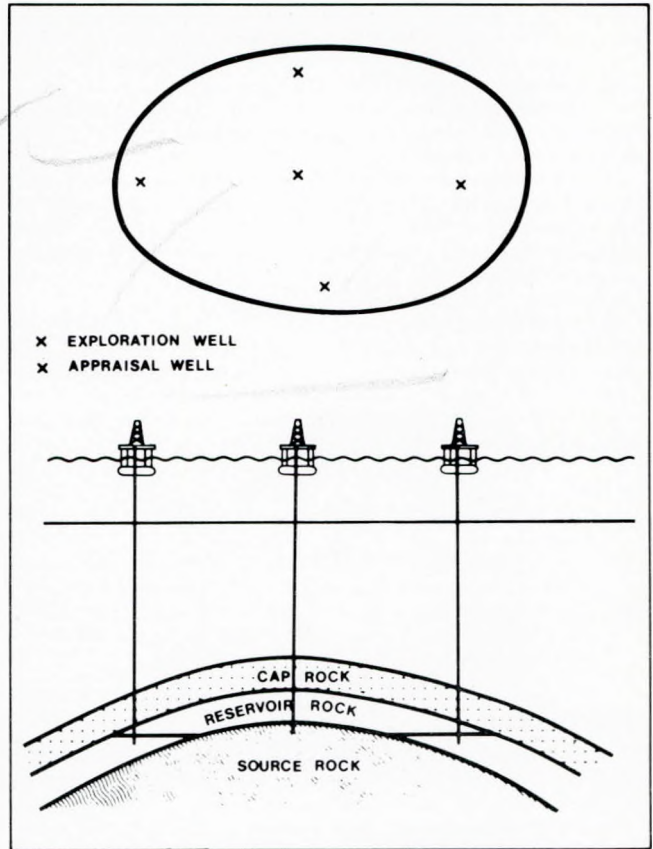 × EXPLORATION WELL
× APPRAISAL WELL
CAP ROCK
RESERVOIR ROCK
SOURCE ROCK